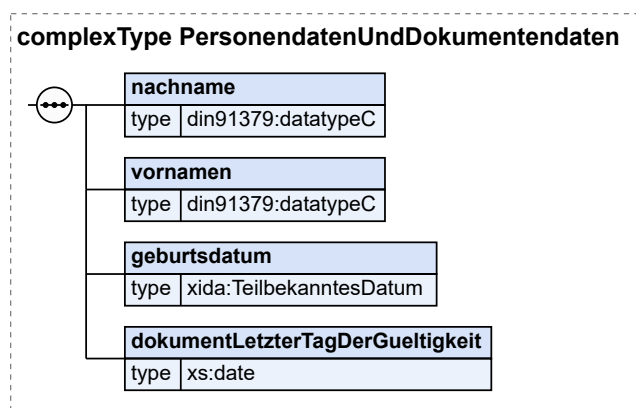 complexType PersonendatenUndDokumentendaten
nachname
type din91379:datatypeC
vornamen
type din91379:datatypeC
geburtsdatum
type xida:TeilbekanntesDatum
dokumentLetzterTagDerGueltigkeit
type xs:date